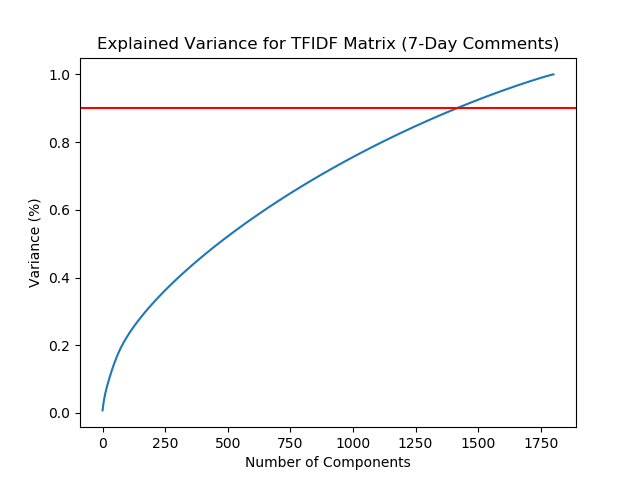 Explained Variance for TFIDF Matrix (7-Day Comments)
1.0
0.8
0.6
0.4
0.2
0.0
Variance (%)
0 250 500 750 1000 1250 1500 1750
Number of Components